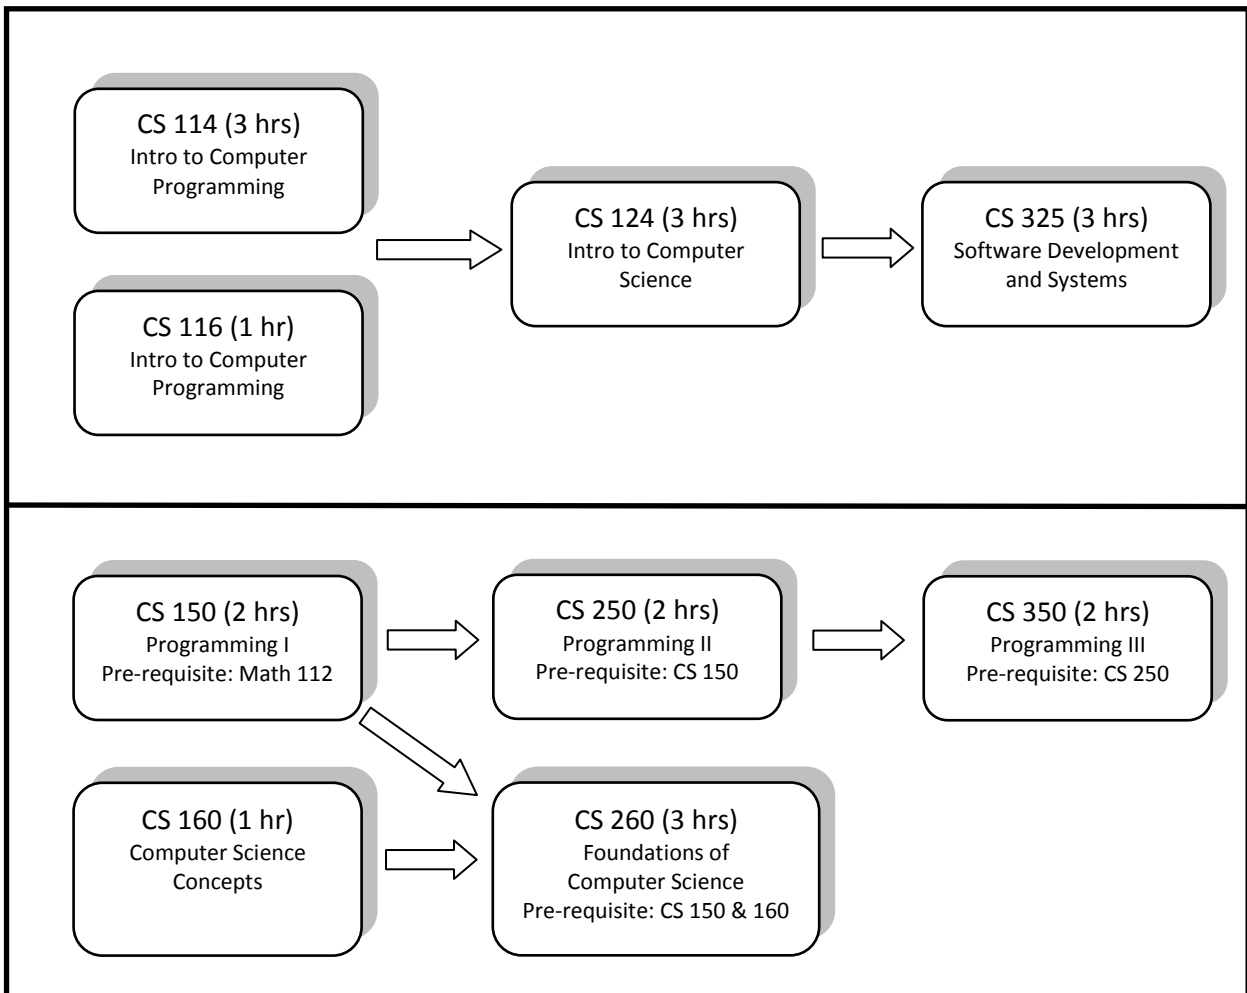 CS 114 (3 hrs)
Intro to Computer
Programming
CS 116 (1 hr)
Intro to Computer
Programming
CS 124 (3 hrs)
Intro to Computer
Science
CS 325 (3 hrs)
Software Development
and Systems
CS 150 (2 hrs)
Programming I
Pre-requisite: Math 112
CS 250 (2 hrs)
Programming II
Pre-requisite: CS 150
CS 350 (2 hrs)
Programming III
Pre-requisite: CS 250
CS 160 (1 hr)
Computer Science
Concepts
CS 260 (3 hrs)
Foundations of
Computer Science
Pre-requisite: CS 150 & 160